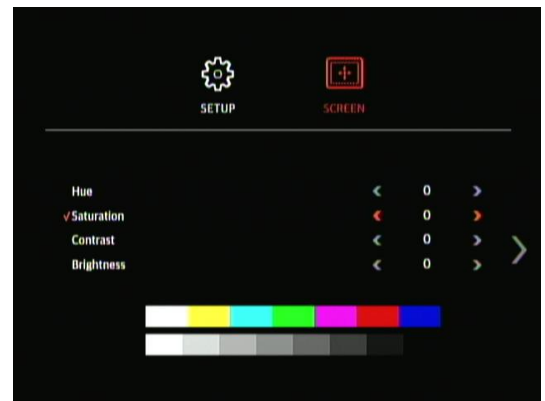 SETUP SCREEN
Hue 0
√Saturation 0
Contrast 0
Brightness 0